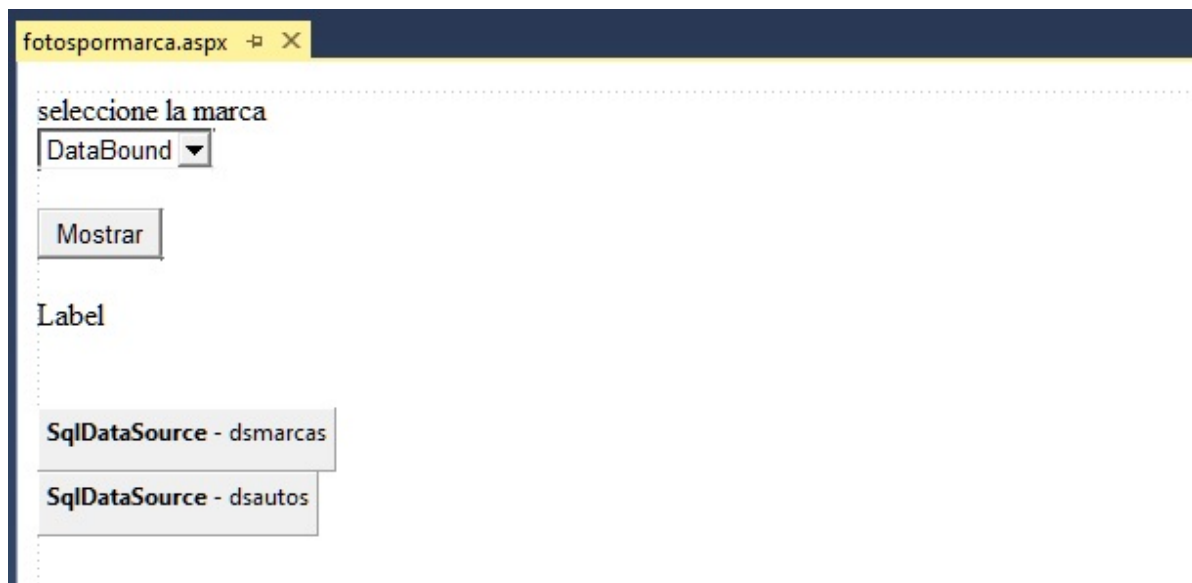 fotospormarca.aspx
seleccione la marca
DataBound
Mostrar
Label
SqlDataSource - dsmarcas
SqlDataSource - dsautos